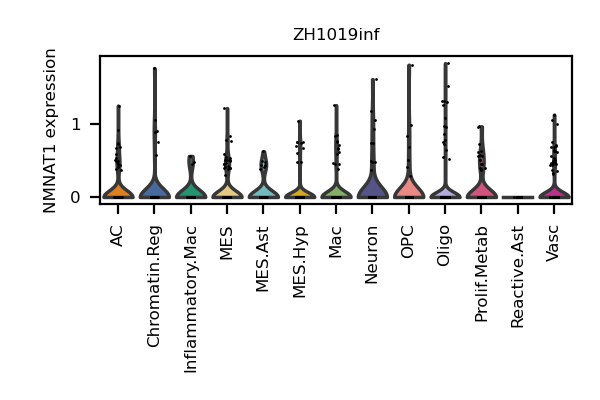 ZH1019inf
NMNAT1 expression
1
0
AC
Chromatin.Reg
Inflammatory.Mac
MES
MES.Ast
MES.Hyp
Mac
Neuron
OPC
Oligo
Prolif.Metab
Reactive.Ast
Vasc